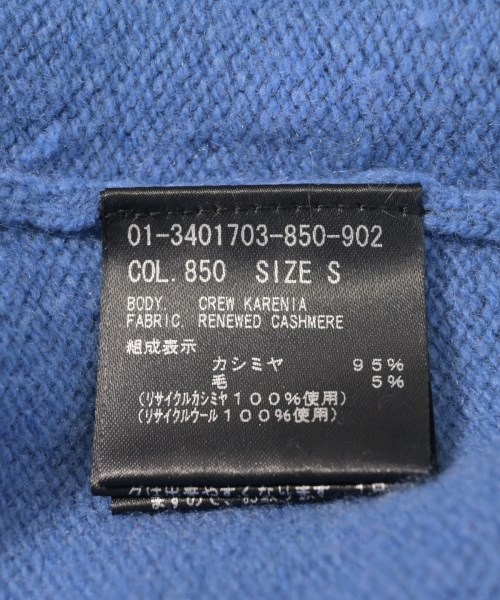 01-3401703-850-902
COL. 850 SIZE S
BODY. CREW KARENIA
FABRIC. RENEWED CASHMERE
組成表示
カシミヤ 95%
毛 5%
(リサイクルカシミヤ100%使用)
(リサイクルウール100%使用)